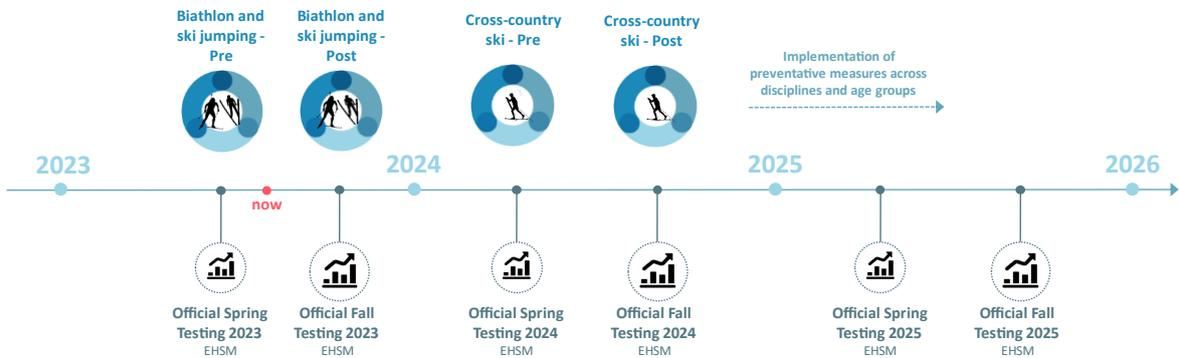 Biathlon and
ski jumping -
Pre
Biathlon and
ski jumping -
Post
Cross-country
ski - Pre
Cross-country
ski - Post
Implementation of
preventative measures across
disciplines and age groups
2023
2024
2025
2026
now
Official Spring
Testing 2023
EHSM
Official Fall
Testing 2023
EHSM
Official Spring
Testing 2024
EHSM
Official Fall
Testing 2024
EHSM
Official Spring
Testing 2025
EHSM
Official Fall
Testing 2025
EHSM